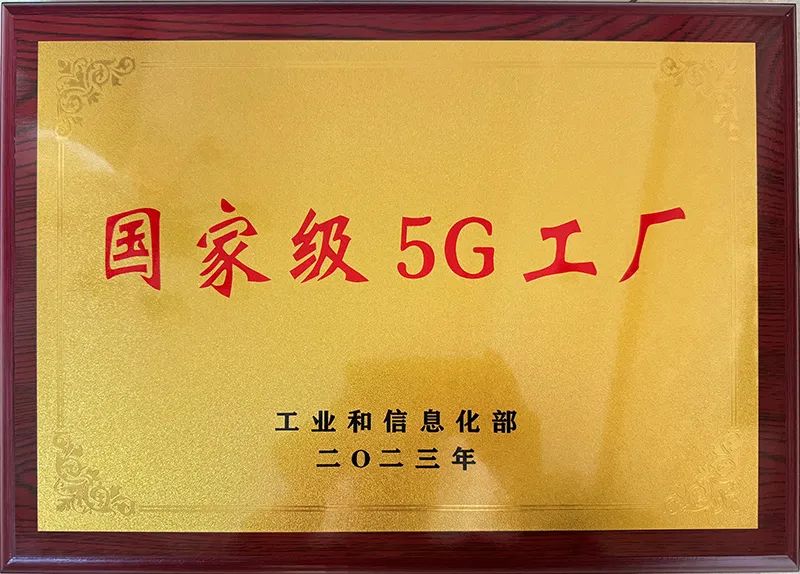 国家级5G工厂
工业和信息化部
二〇二三年